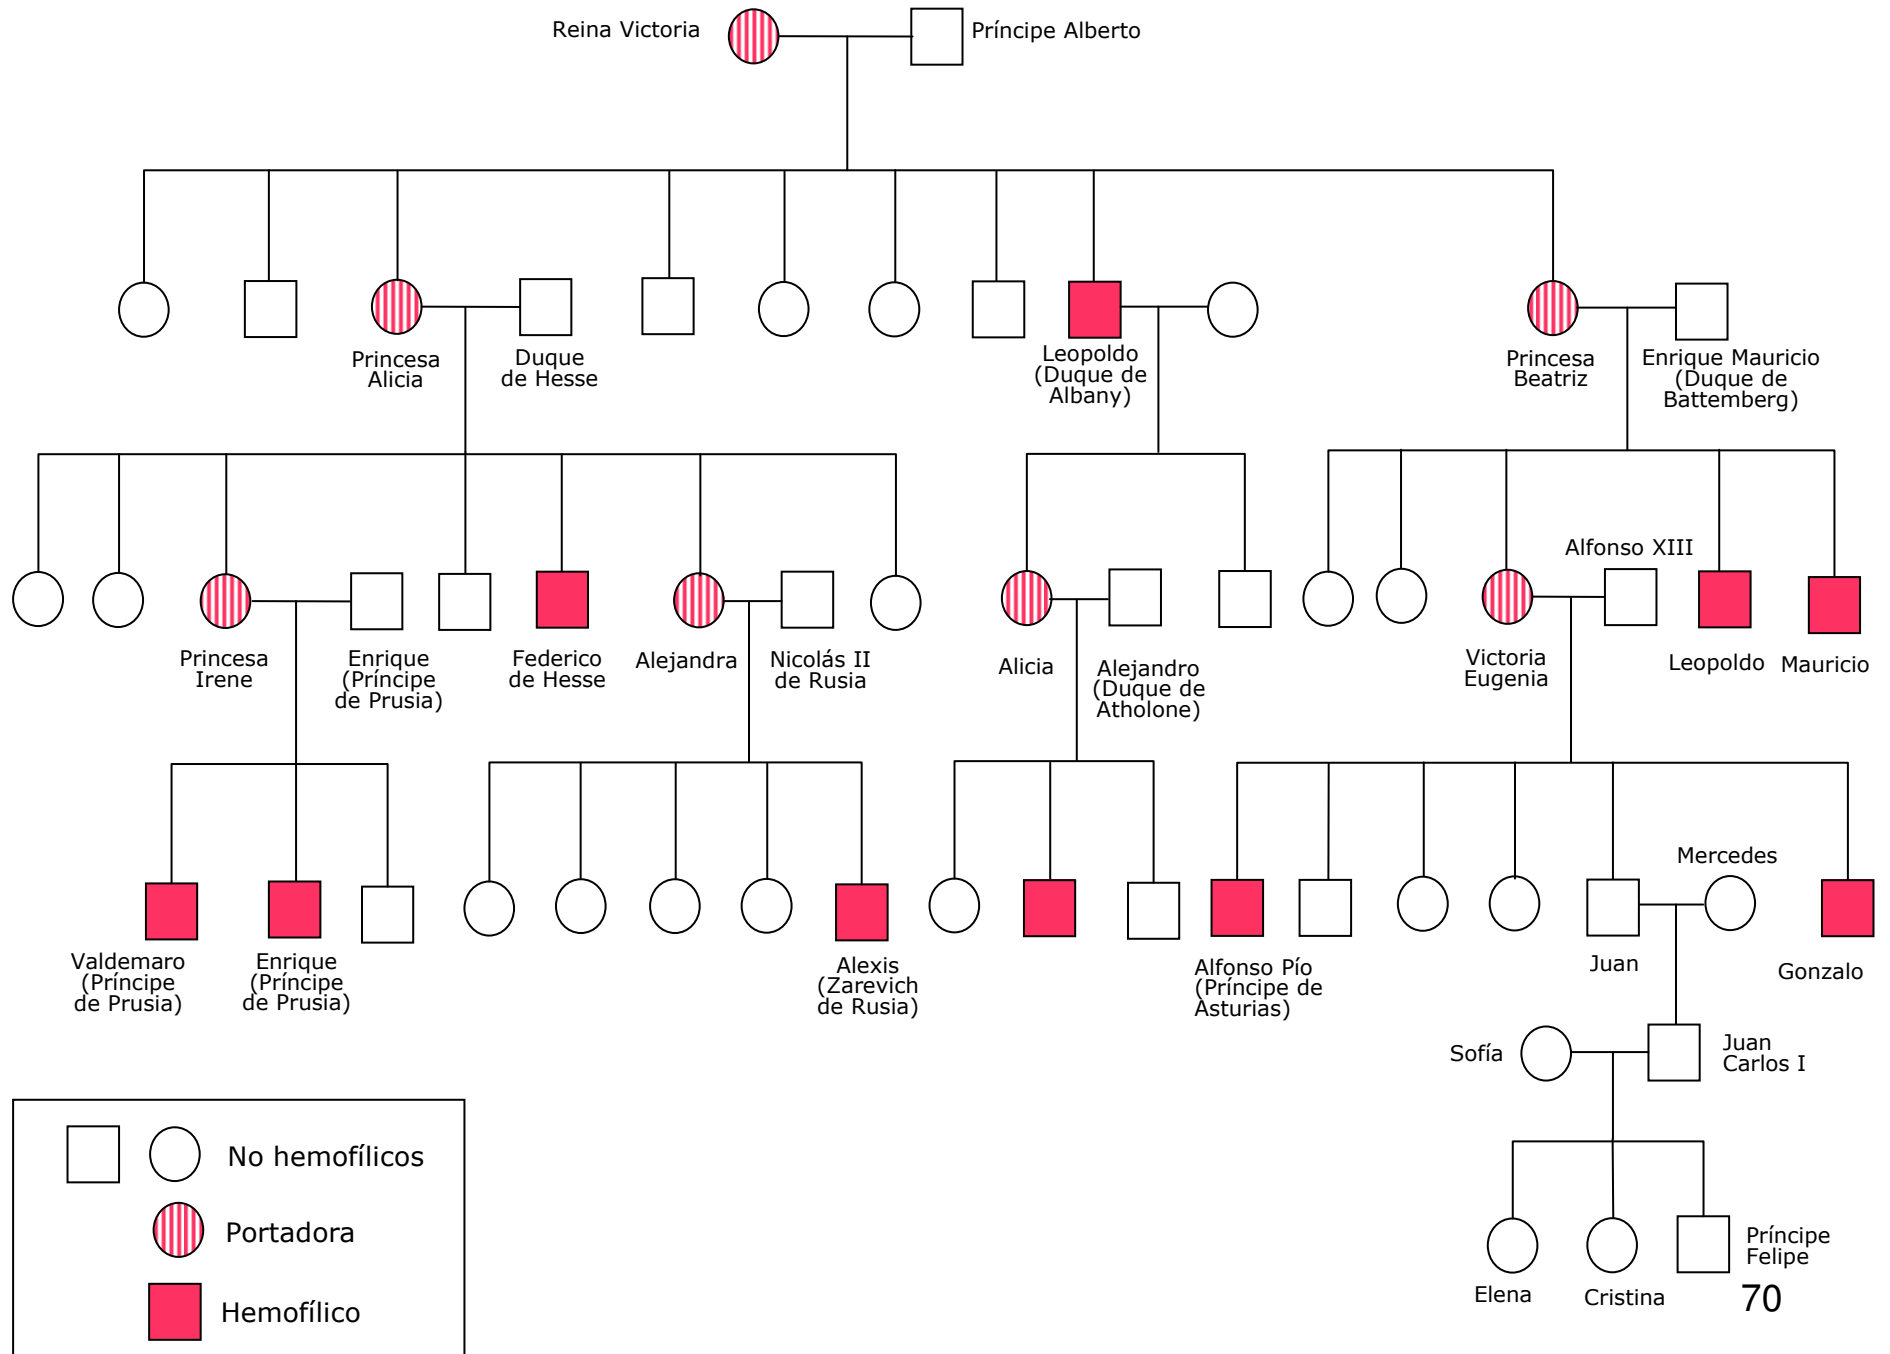 Reina Victoria
Príncipe Alberto
Princesa
Alicia
Duque
de Hesse
Leopoldo
(Duque de
Albany)
Princesa
Beatriz
Enrique Mauricio
(Duque de
Battemberg)
Alfonso XIII
Princesa
Irene
Enrique
(Príncipe
de Prusia)
Federico
de Hesse
Alejandra
Nicolás II
de Rusia
Alicia
Alejandro
(Duque de
Atholone)
Victoria
Eugenia
Leopoldo
Mauricio
Mercedes
Valdemaro
(Príncipe
de Prusia)
Enrique
(Príncipe
de Prusia)
Alexis
(Zarevich
de Rusia)
Alfonso Pío
(Príncipe de
Asturias)
Juan
Gonzalo
Sofía
Juan
Carlos I
Elena
Cristina
Príncipe
Felipe
70
No hemofílicos
Portadora
Hemofílico